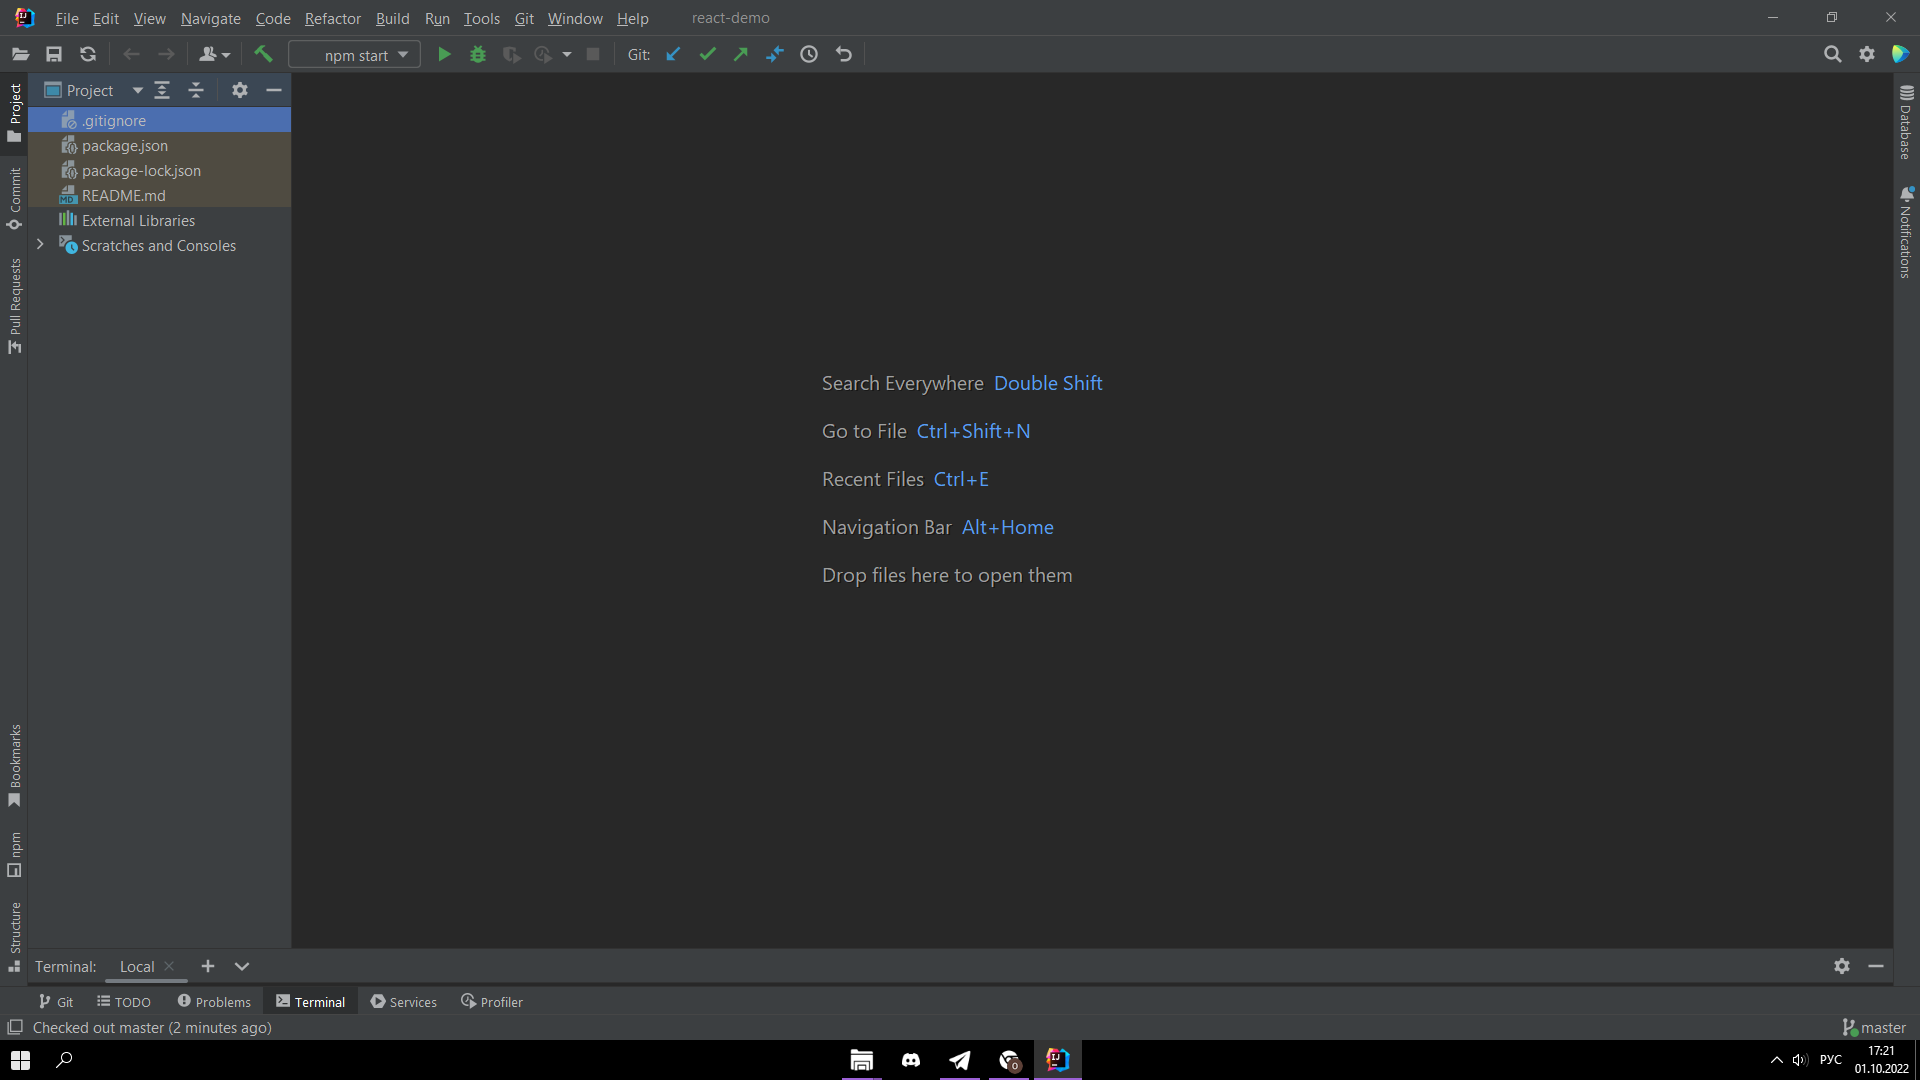 File Edit View Navigate Code Refactor Build Run Tools Git Window Help react-demo
npm start Git:
Project
Project
.gitignore
package.json
package-lock.json
README.md
External Libraries
Scratches and Consoles
Commit
Pull Requests
Bookmarks
npm
Structure
Search Everywhere Double Shift
Go to File Ctrl+Shift+N
Recent Files Ctrl+E
Navigation Bar Alt+Home
Drop files here to open them
Database
Notifications
Terminal: Local
Git TODO Problems Terminal Services Profiler
Checked out master (2 minutes ago) master
РУС
17:21
01.10.2022